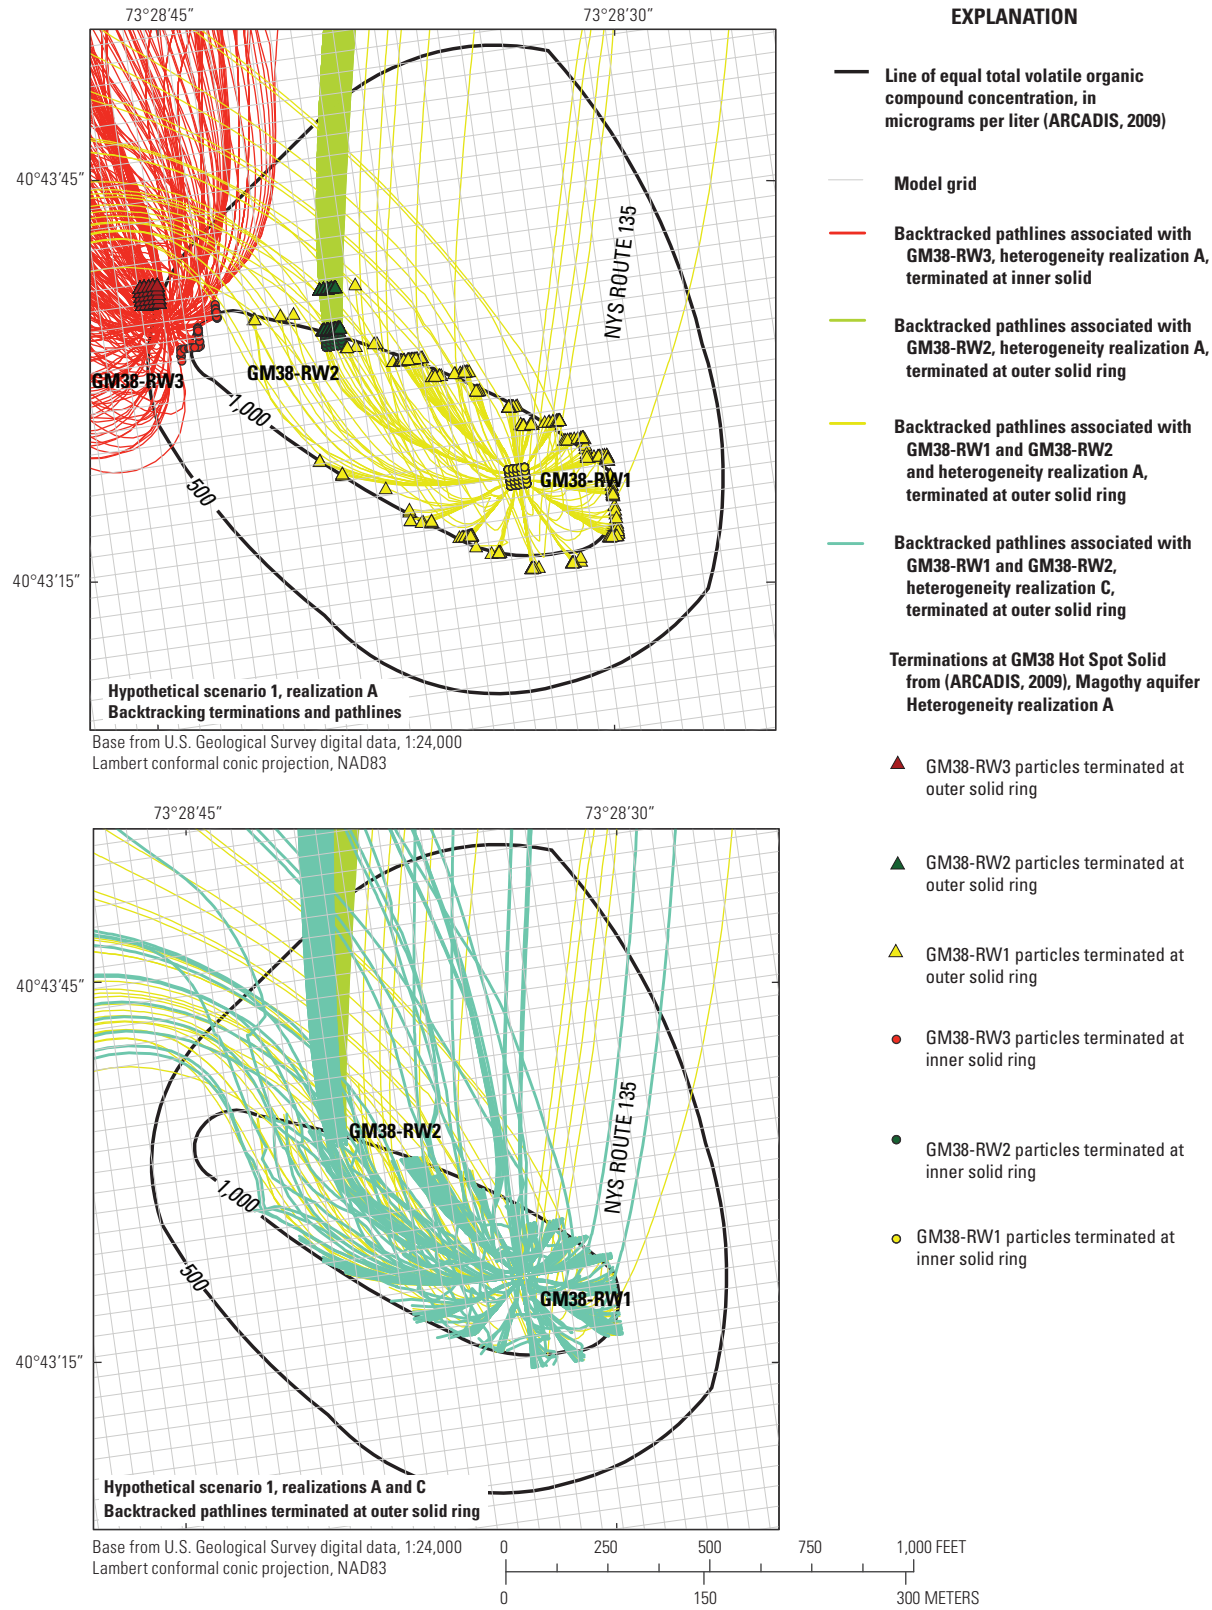 73°28′45″
73°28′30″
40°43′45″
40°43′15″
NYS ROUTE 135
GM38-RW3
GM38-RW2
GM38-RW1
1,000
500
Hypothetical scenario 1, realization A
Backtracking terminations and pathlines
Base from U.S. Geological Survey digital data, 1:24,000
Lambert conformal conic projection, NAD83
73°28′45″
73°28′30″
40°43′45″
40°43′15″
NYS ROUTE 135
GM38-RW2
GM38-RW1
1,000
500
Hypothetical scenario 1, realizations A and C
Backtracked pathlines terminated at outer solid ring
Base from U.S. Geological Survey digital data, 1:24,000
Lambert conformal conic projection, NAD83
0 250 500 750 1,000 FEET
0 150 300 METERS
EXPLANATION
Line of equal total volatile organic
compound concentration, in
micrograms per liter (ARCADIS, 2009)
Model grid
Backtracked pathlines associated with
GM38-RW3, heterogeneity realization A,
terminated at inner solid
Backtracked pathlines associated with
GM38-RW2, heterogeneity realization A,
terminated at outer solid ring
Backtracked pathlines associated with
GM38-RW1 and GM38-RW2
and heterogeneity realization A,
terminated at outer solid ring
Backtracked pathlines associated with
GM38-RW1 and GM38-RW2,
heterogeneity realization C,
terminated at outer solid ring
Terminations at GM38 Hot Spot Solid
from (ARCADIS, 2009), Magothy aquifer
Heterogeneity realization A
GM38-RW3 particles terminated at
outer solid ring
GM38-RW2 particles terminated at
outer solid ring
GM38-RW1 particles terminated at
outer solid ring
GM38-RW3 particles terminated at
inner solid ring
GM38-RW2 particles terminated at
inner solid ring
GM38-RW1 particles terminated at
inner solid ring